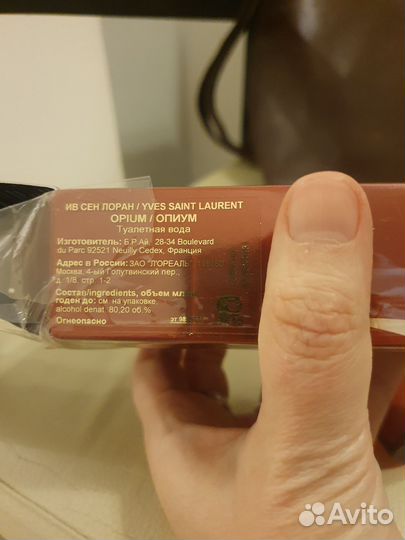 ИВ СЕН ЛОРАН / YVES SAINT LAURENT
OPIUM / ОПИУМ
Туалетная вода
Изготовитель: Б.Р.Ай, 28-34 Boulevard
du Parc 92521 Neuilly Cedex, Франция
Адрес в России: ЗАО "Л'ОРЕАЛЬ"
Москва, 4-ый Голутвинский пер.,
д. 1/8, стр. 1-2
Состав/ingredients, объем мл,
годен до: см. на упаковке
alcohol denat. 80,20 об.%
Огнеопасно
Avito